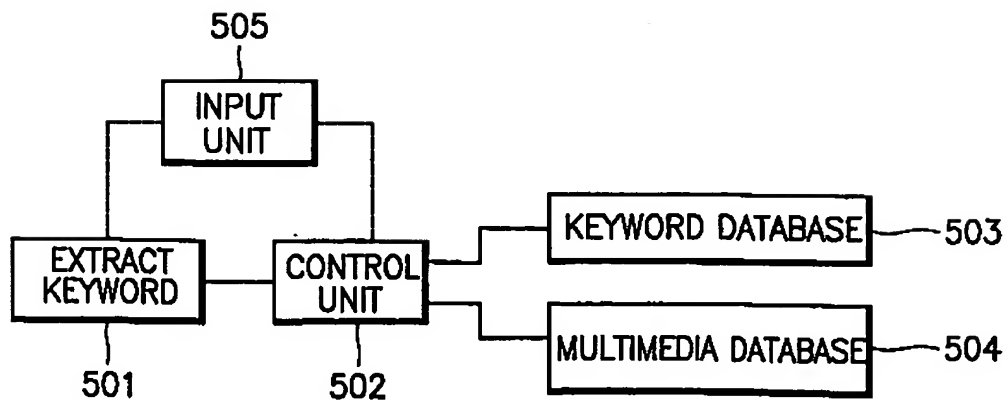 505
INPUT
UNIT
EXTRACT
KEYWORD
CONTROL
UNIT
KEYWORD DATABASE
503
MULTIMEDIA DATABASE
504
501
502